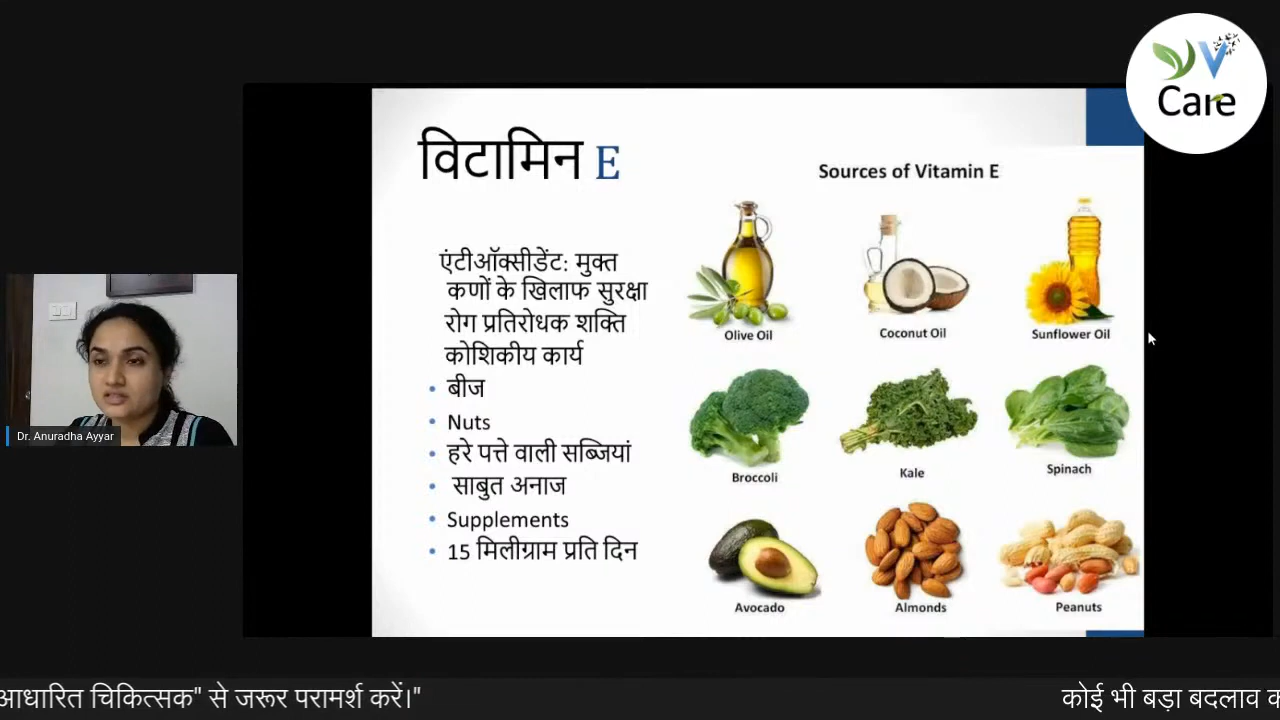 V
Care
विटामिन E
Sources of Vitamin E
एंटीऑक्सीडेंट: मुक्त
कणों के खिलाफ सुरक्षा
रोग प्रतिरोधक शक्ति
कोशिकीय कार्य
• बीज
• Nuts
• हरे पत्ते वाली सब्जियां
• साबुत अनाज
• Supplements
• 15 मिलीग्राम प्रति दिन
Olive Oil
Coconut Oil
Sunflower Oil
Broccoli
Kale
Spinach
Avocado
Almonds
Peanuts
Dr. Anuradha Ayyar
आधारित चिकित्सक" से जरूर परामर्श करें।"
कोई भी बड़ा बदलाव